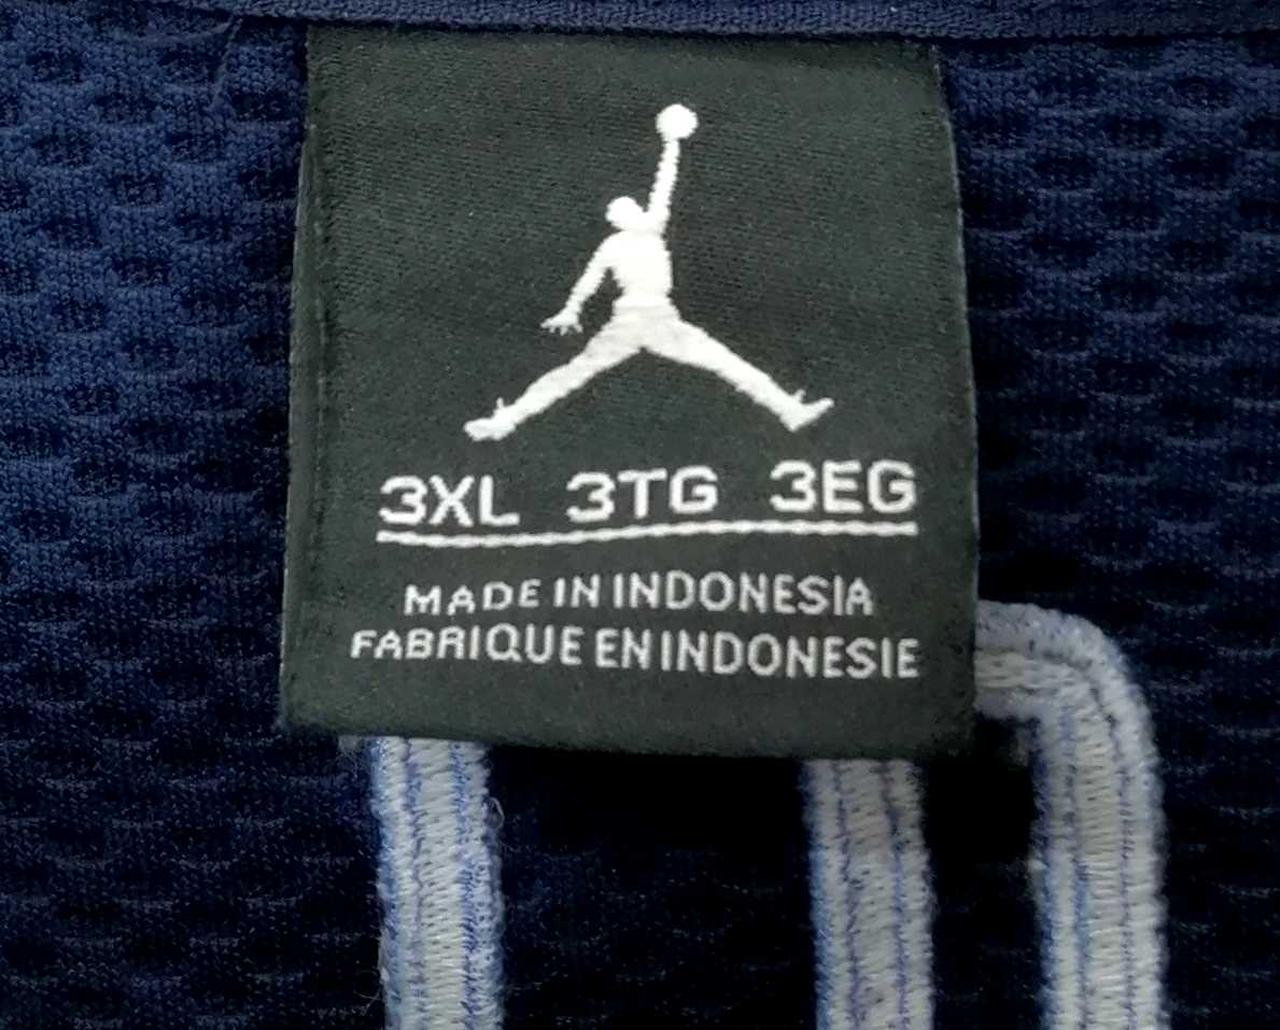 3XL 3TG 3EG
MADE IN INDONESIA
FABRIQUE EN INDONESIE